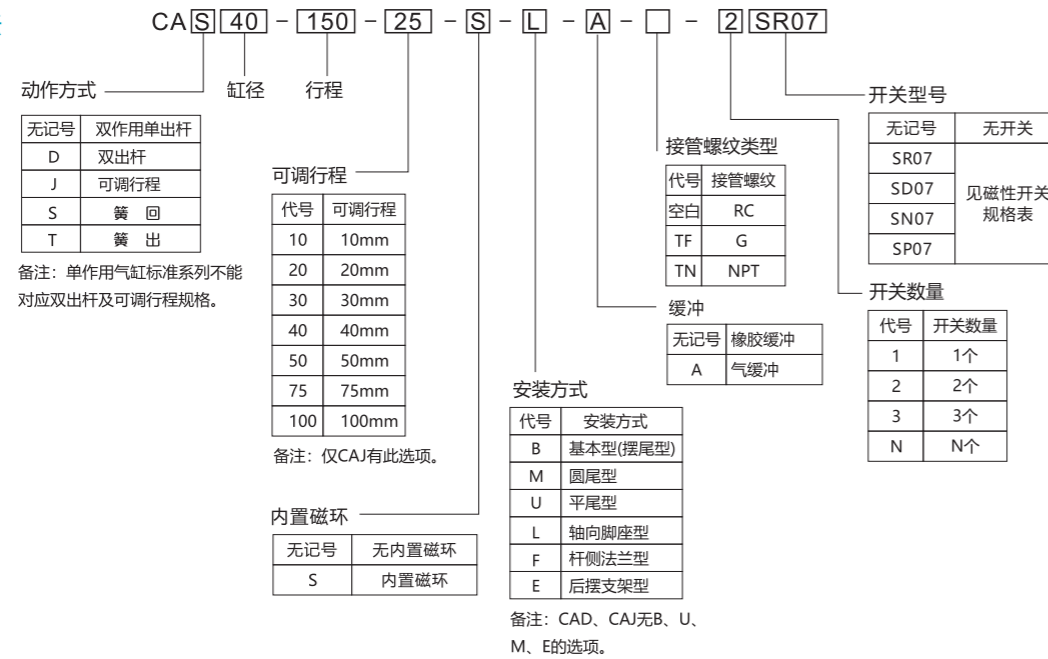 CA S 40 - 150 - 25 - S - L - A - □ - 2 SR07
动作方式
无记号 双作用单出杆
D 双出杆
J 可调行程
S 簧 回
T 簧 出
备注：单作用气缸标准系列不能
对应双出杆及可调行程规格。
缸径
行程
可调行程
代号 可调行程
10 10mm
20 20mm
30 30mm
40 40mm
50 50mm
75 75mm
100 100mm
备注：仅CAJ有此选项。
内置磁环
无记号 无内置磁环
S 内置磁环
安装方式
代号 安装方式
B 基本型(摆尾型)
M 圆尾型
U 平尾型
L 轴向脚座型
F 杆侧法兰型
E 后摆支架型
备注：CAD、CAJ无B、U、
M、E的选项。
接管螺纹类型
代号 接管螺纹
空白 RC
TF G
TN NPT
缓冲
无记号 橡胶缓冲
A 气缓冲
开关型号
无记号 无开关
SR07
SD07
SN07
SP07
见磁性开关
规格表
开关数量
代号 开关数量
1 1个
2 2个
3 3个
N N个